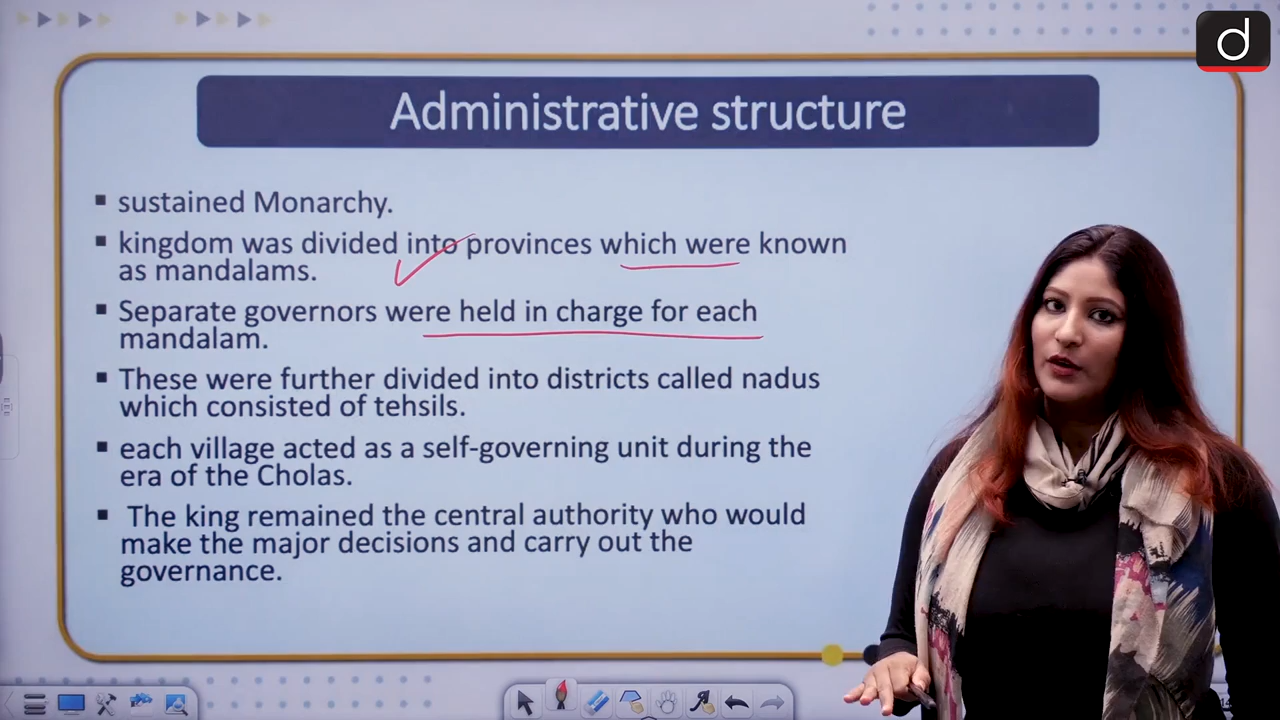 d
Administrative structure
▪ sustained Monarchy.
▪ kingdom was divided into provinces which were known
as mandalams.
▪ Separate governors were held in charge for each
mandalam.
▪ These were further divided into districts called nadus
which consisted of tehsils.
▪ each village acted as a self-governing unit during the
era of the Cholas.
▪ The king remained the central authority who would
make the major decisions and carry out the
governance.